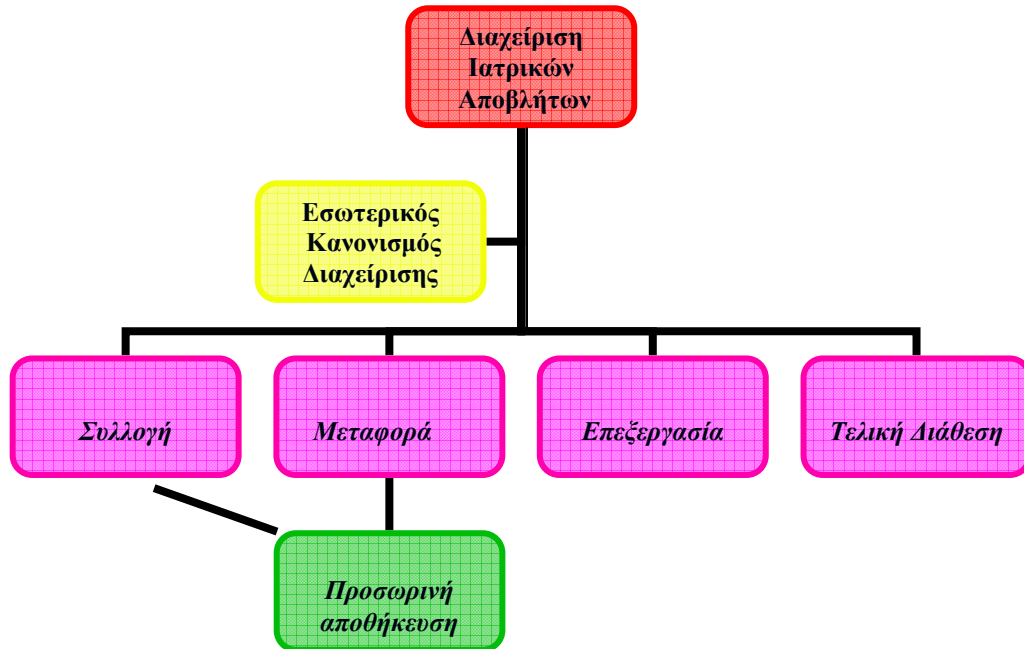 Διαχείριση
Ιατρικών
Αποβλήτων
Εσωτερικός
Κανονισμός
Διαχείρισης
Συλλογή
Μεταφορά
Επεξεργασία
Τελική Διάθεση
Προσωρινή
αποθήκευση